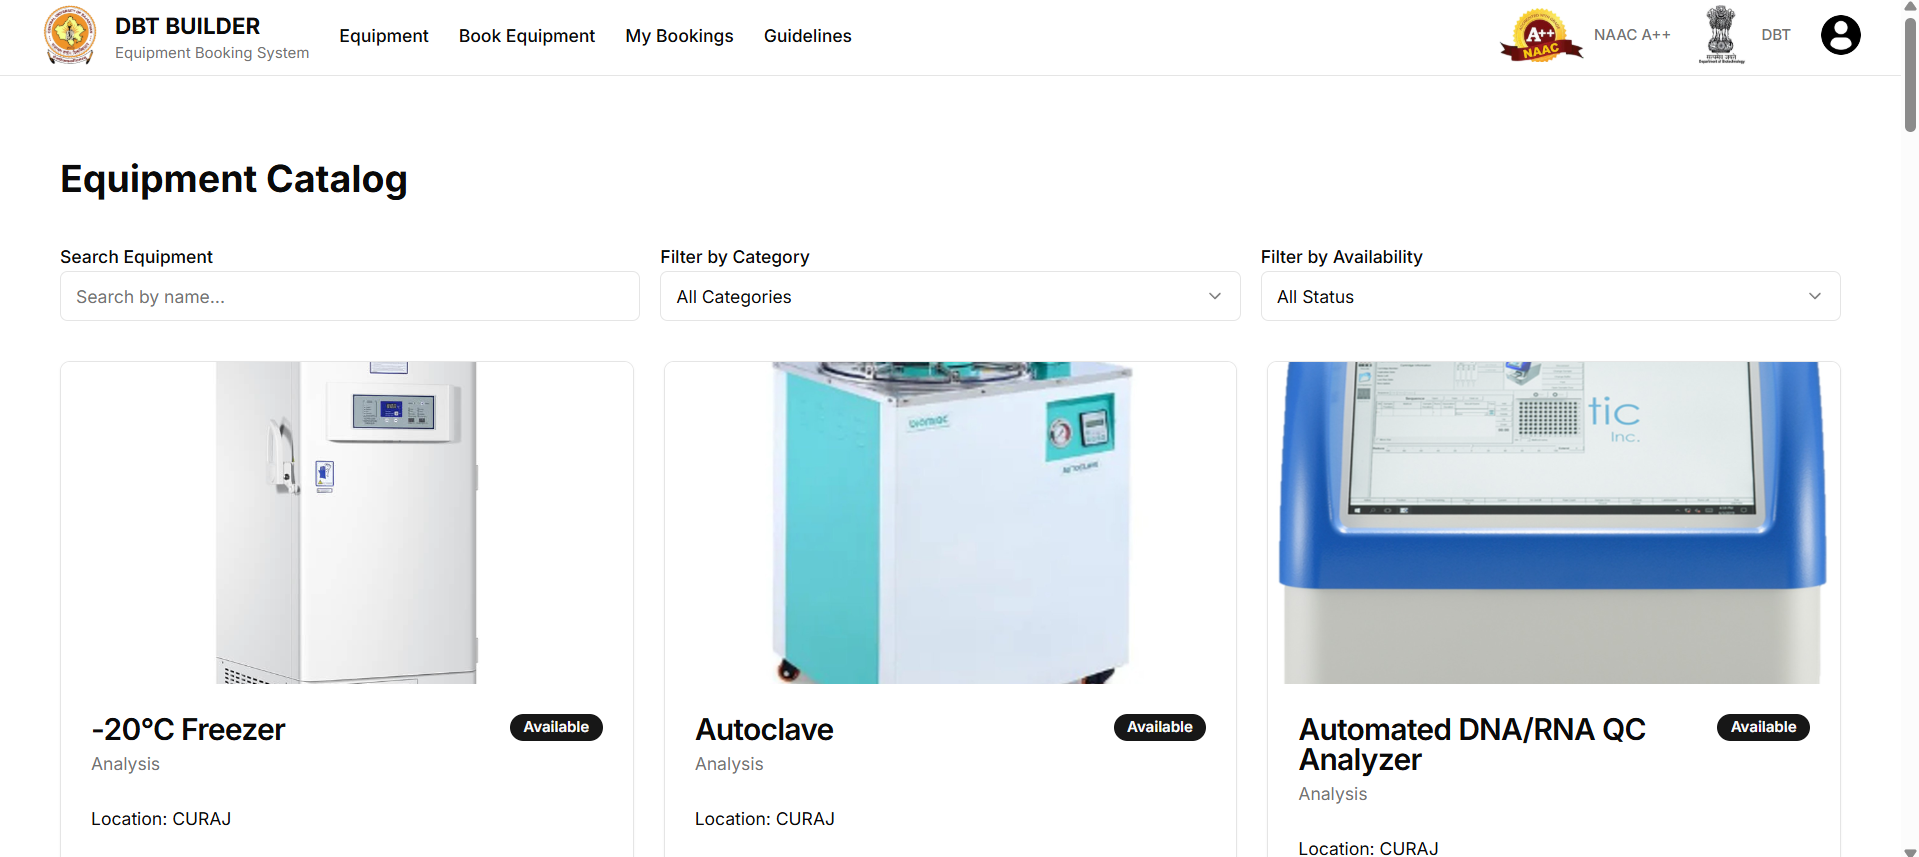 DBT BUILDER
Equipment Booking System
Equipment
Book Equipment
My Bookings
Guidelines
A++
NAAC
NAAC A++
DBT
Equipment Catalog
Search Equipment
Search by name...
Filter by Category
All Categories
Filter by Availability
All Status
AUTOCLAVE
tic
Inc.
-20°C Freezer
Available
Analysis
Location: CURAJ
Autoclave
Available
Analysis
Location: CURAJ
Automated DNA/RNA QC
Analyzer
Available
Analysis
Location: CURAJ